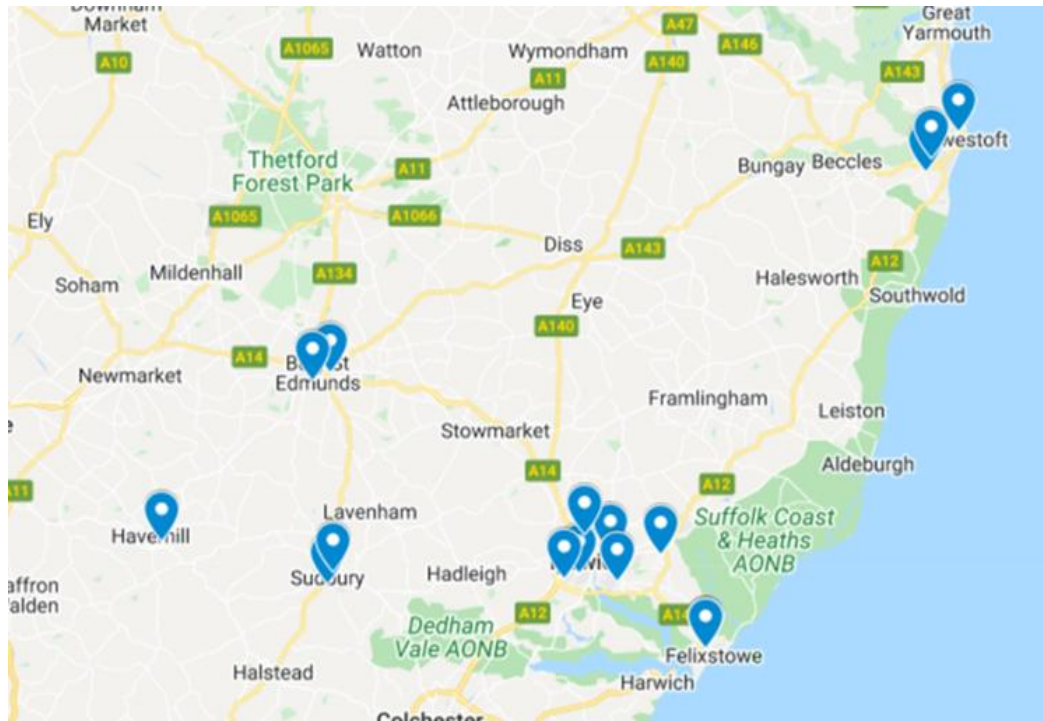 Market
Great
Yarmouth
A47
A1065
Watton
Wymondham
A146
A10
A140
A143
A11
Attleborough
westoft
Thetford
Forest Park
A11
Bungay
Beccles
A1065
A1066
Ely
Diss
A143
Mildenhall
A134
A12
Soham
Halesworth
Eye
Southwold
A140
A14
Newmarket
Edmunds
Framlingham
Leiston
Stowmarket
Aldeburgh
A14
A12
A11
Lavenham
Suffolk Coast
& Heaths
AONB
Sudbury
Hadleigh
A12
Dedham
Vale AONB
Felixstowe
Halstead
Harwich
Colchester